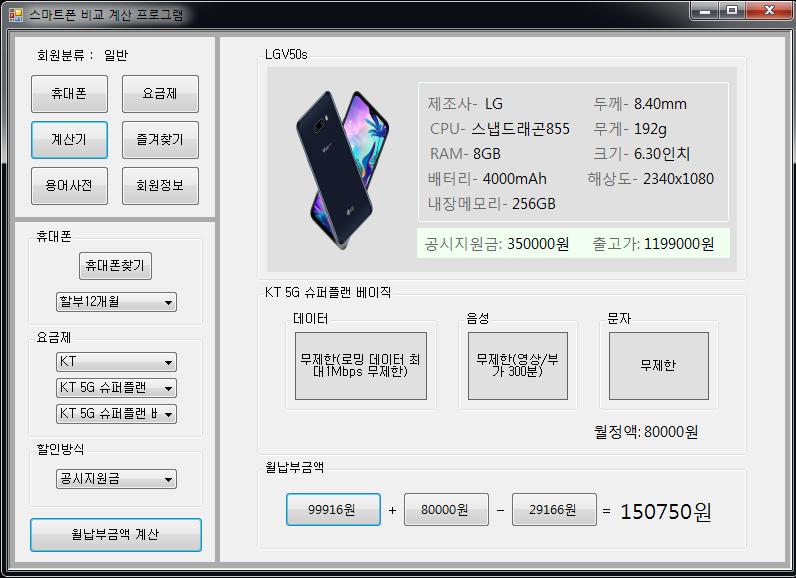 스마트폰 비교 계산 프로그램
회원분류 : 일반
휴대폰
요금제
계산기
즐겨찾기
용어사전
회원정보
휴대폰
휴대폰찾기
할부12개월
요금제
KT
KT 5G 슈퍼플랜
KT 5G 슈퍼플랜 ㅂ
할인방식
공시지원금
월납부금액 계산
LGV50s
제조사- LG
두께- 8.40mm
CPU- 스냅드래곤855
무게- 192g
RAM- 8GB
크기- 6.30인치
배터리- 4000mAh
해상도- 2340x1080
내장메모리- 256GB
공시지원금: 350000원
출고가: 1199000원
KT 5G 슈퍼플랜 베이직
데이터
무제한(로밍 데이터 최
대1Mbps 무제한)
음성
무제한(영상/부
가 300분)
문자
무제한
월정액: 80000원
월납부금액
99916원 + 80000원 - 29166원 = 150750원